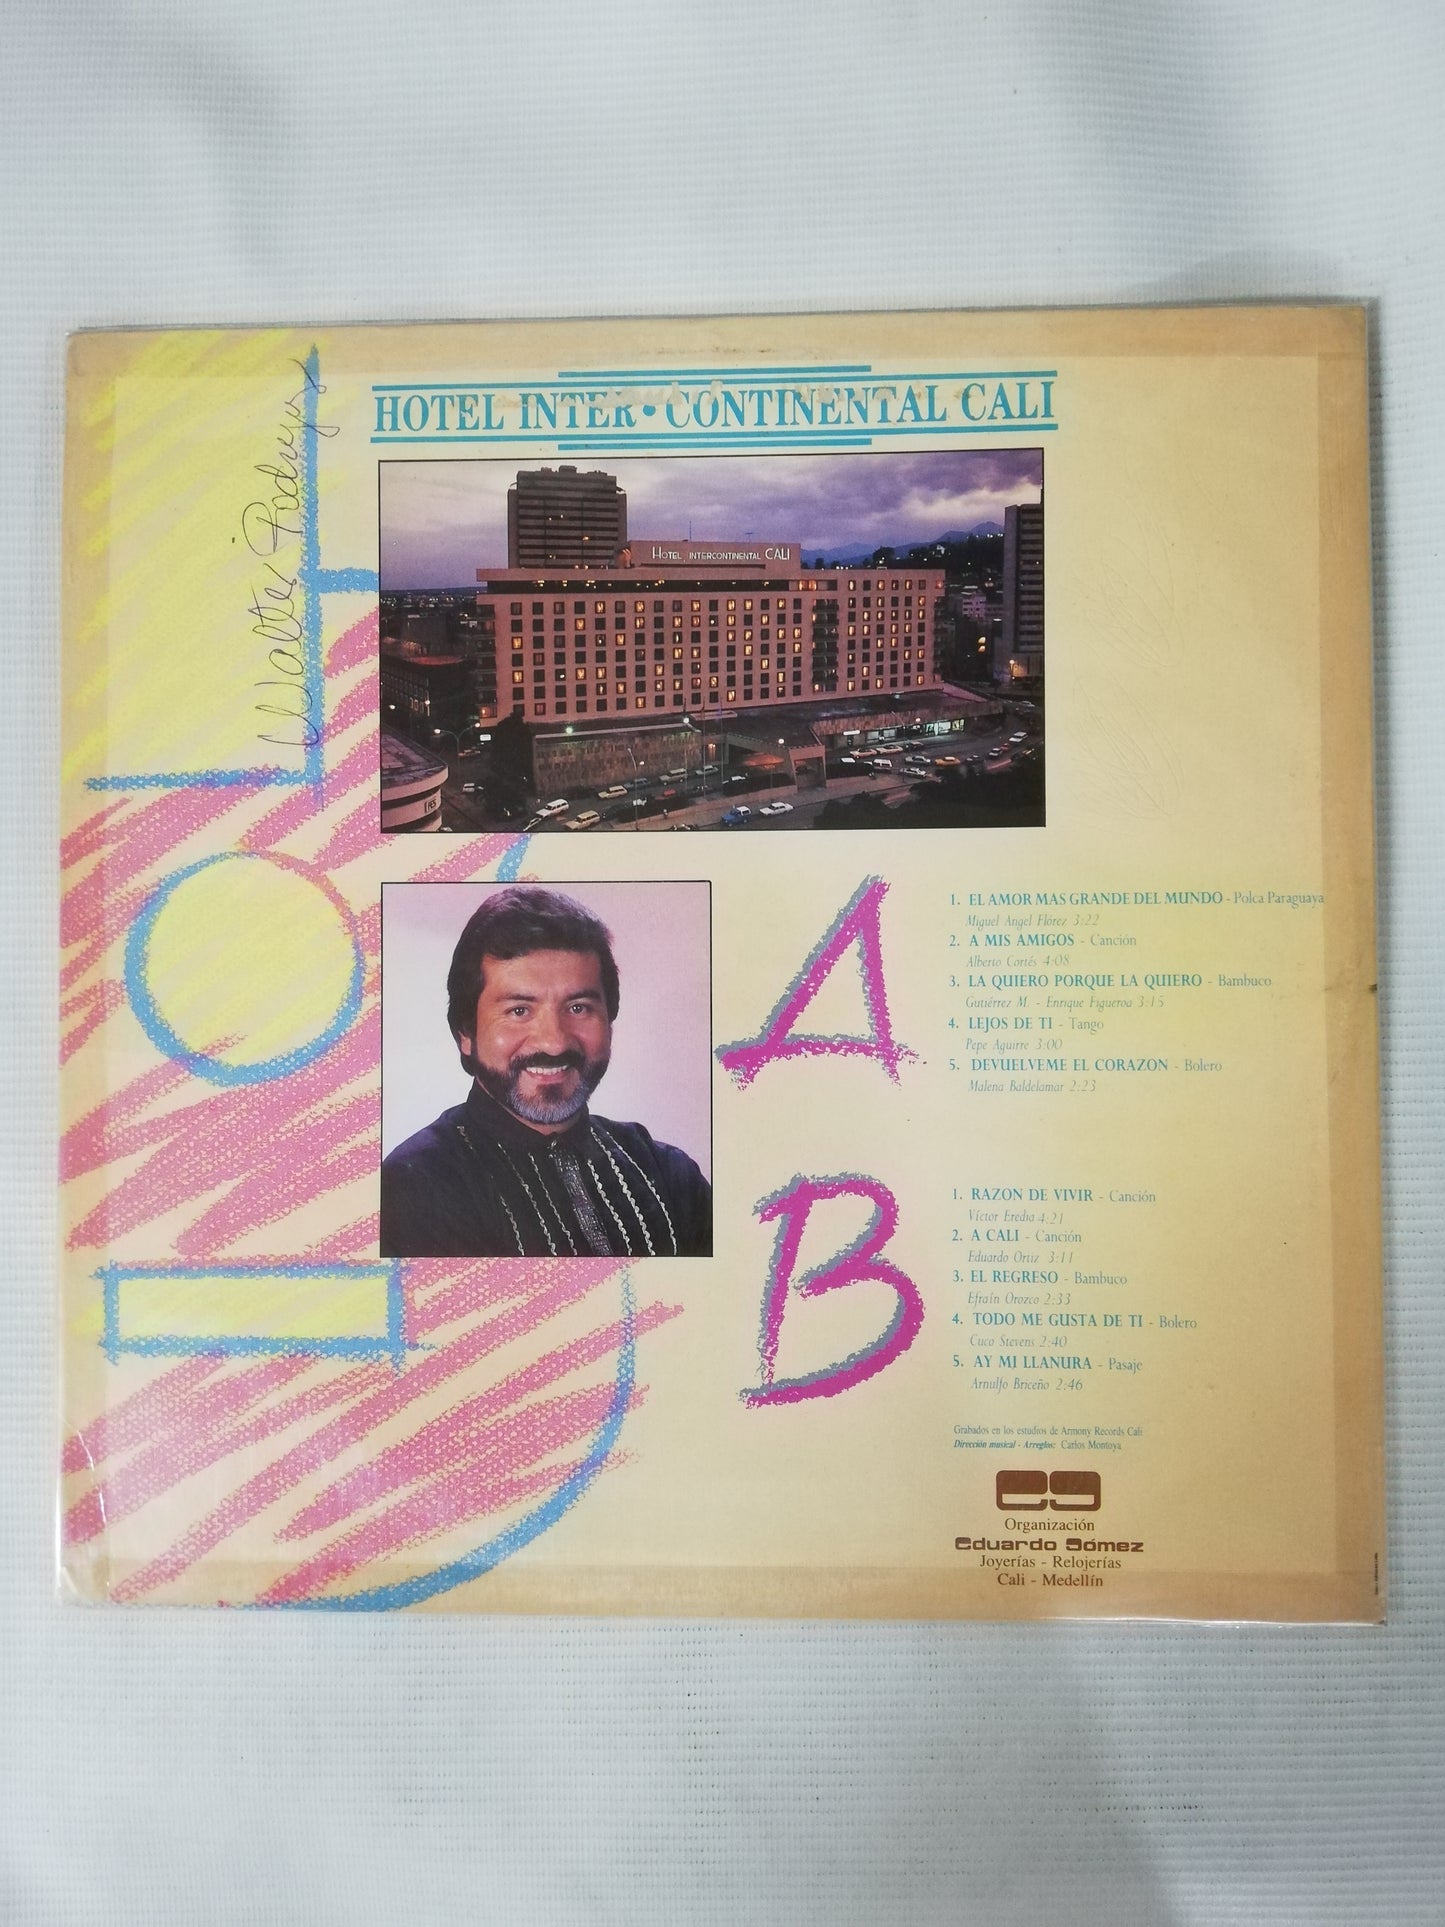 Walter Rodrygs
HOTEL INTER • CONTINENTAL CALI
HOTEL INTERCONTINENTAL CALI
A
1. EL AMOR MAS GRANDE DEL MUNDO - Polca Paraguaya
Miguel Angel Flórez 3:22
2. A MIS AMIGOS - Canción
Alberto Cortés 4:08
3. LA QUIERO PORQUE LA QUIERO - Bambuco
Gutiérrez M. - Enrique Figueroa 3:15
4. LEJOS DE TI - Tango
Pepe Aguirre 3:00
5. DEVUELVEME EL CORAZON - Bolero
Malena Baldelamar 2:23
B
1. RAZON DE VIVIR - Canción
Víctor Eredia 4:21
2. A CALI - Canción
Eduardo Ortiz 3:11
3. EL REGRESO - Bambuco
Efraín Orozco 2:33
4. TODO ME GUSTA DE TI - Bolero
Cuco Stevens 2:40
5. AY MI LLANURA - Pasaje
Arnulfo Briceño 2:46
Grabados en los estudios de Armony Records Cali
Dirección musical - Arreglos: Carlos Montoya
Organización
Eduardo Gómez
Joyerías - Relojerías
Cali - Medellín